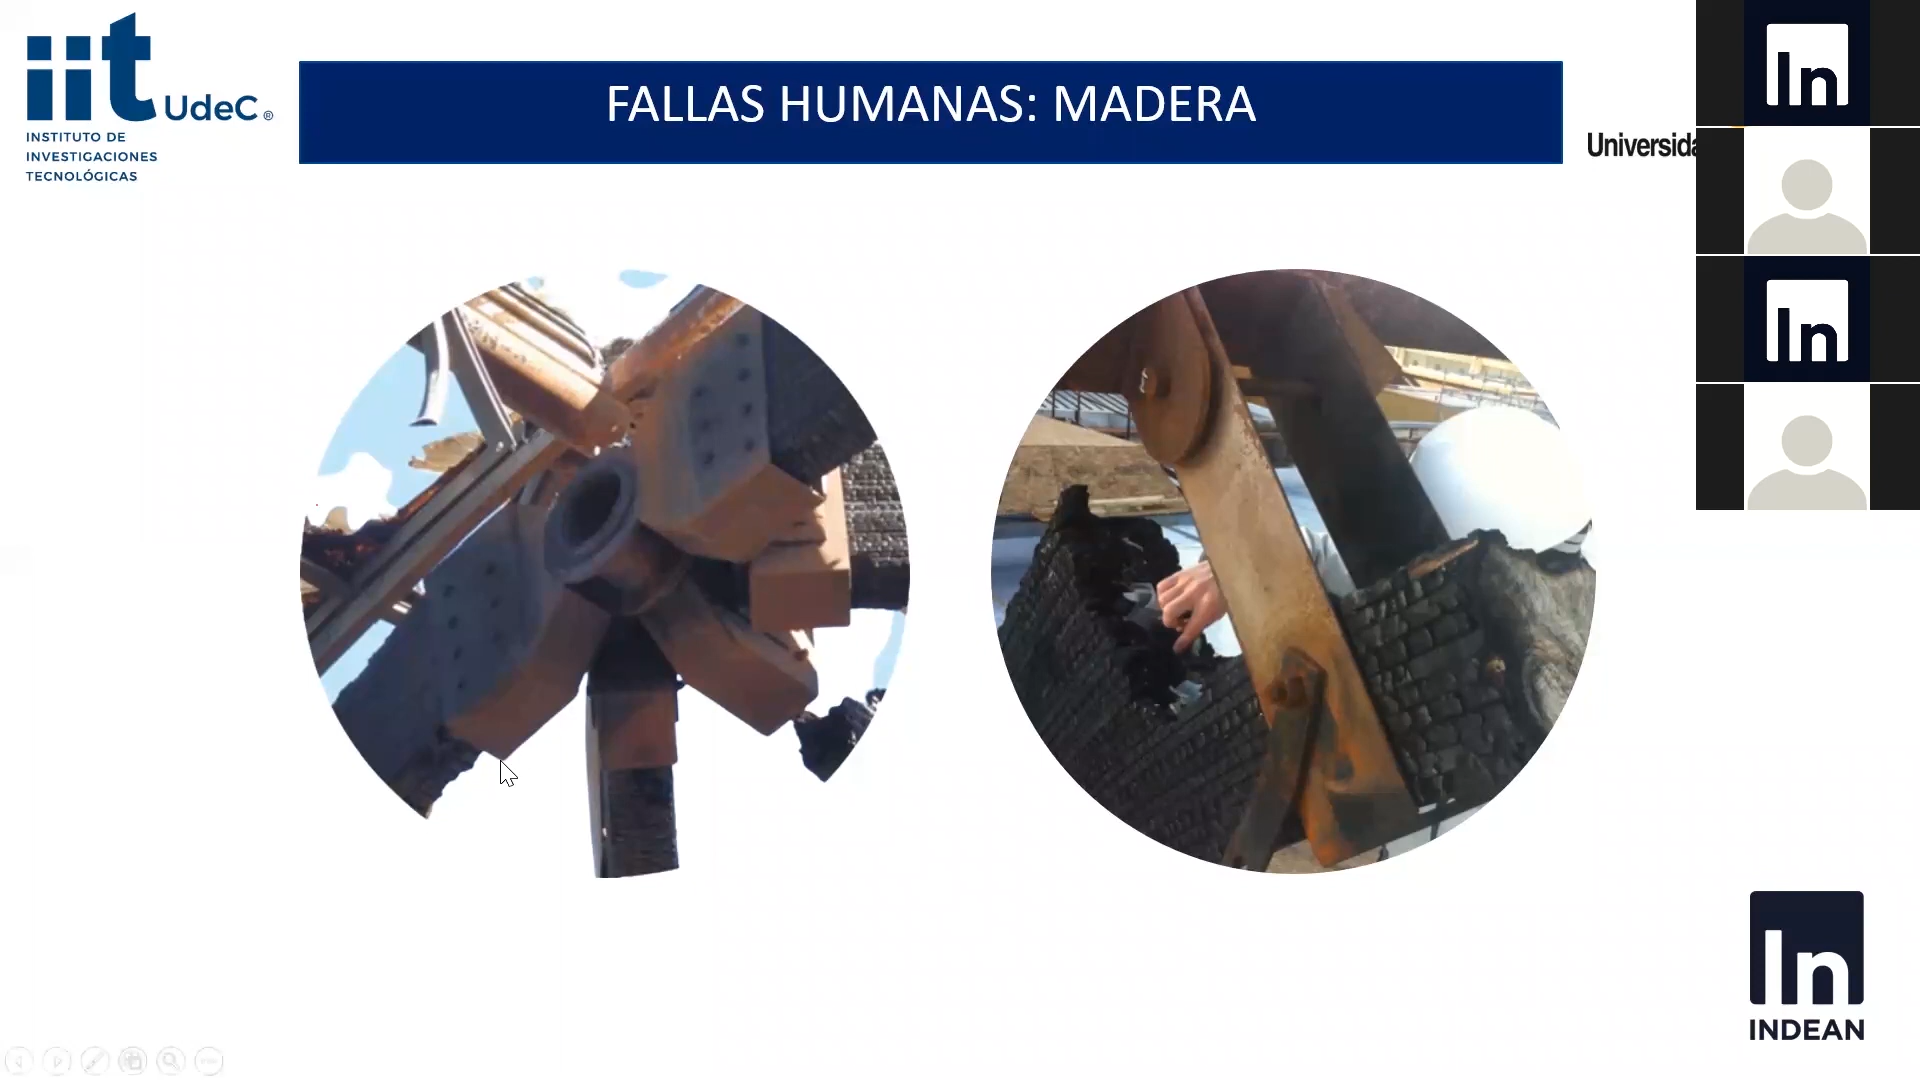 iit UdeC ®
INSTITUTO DE
INVESTIGACIONES
TECNOLÓGICAS
FALLAS HUMANAS: MADERA
Universida
In
In
In
INDEAN